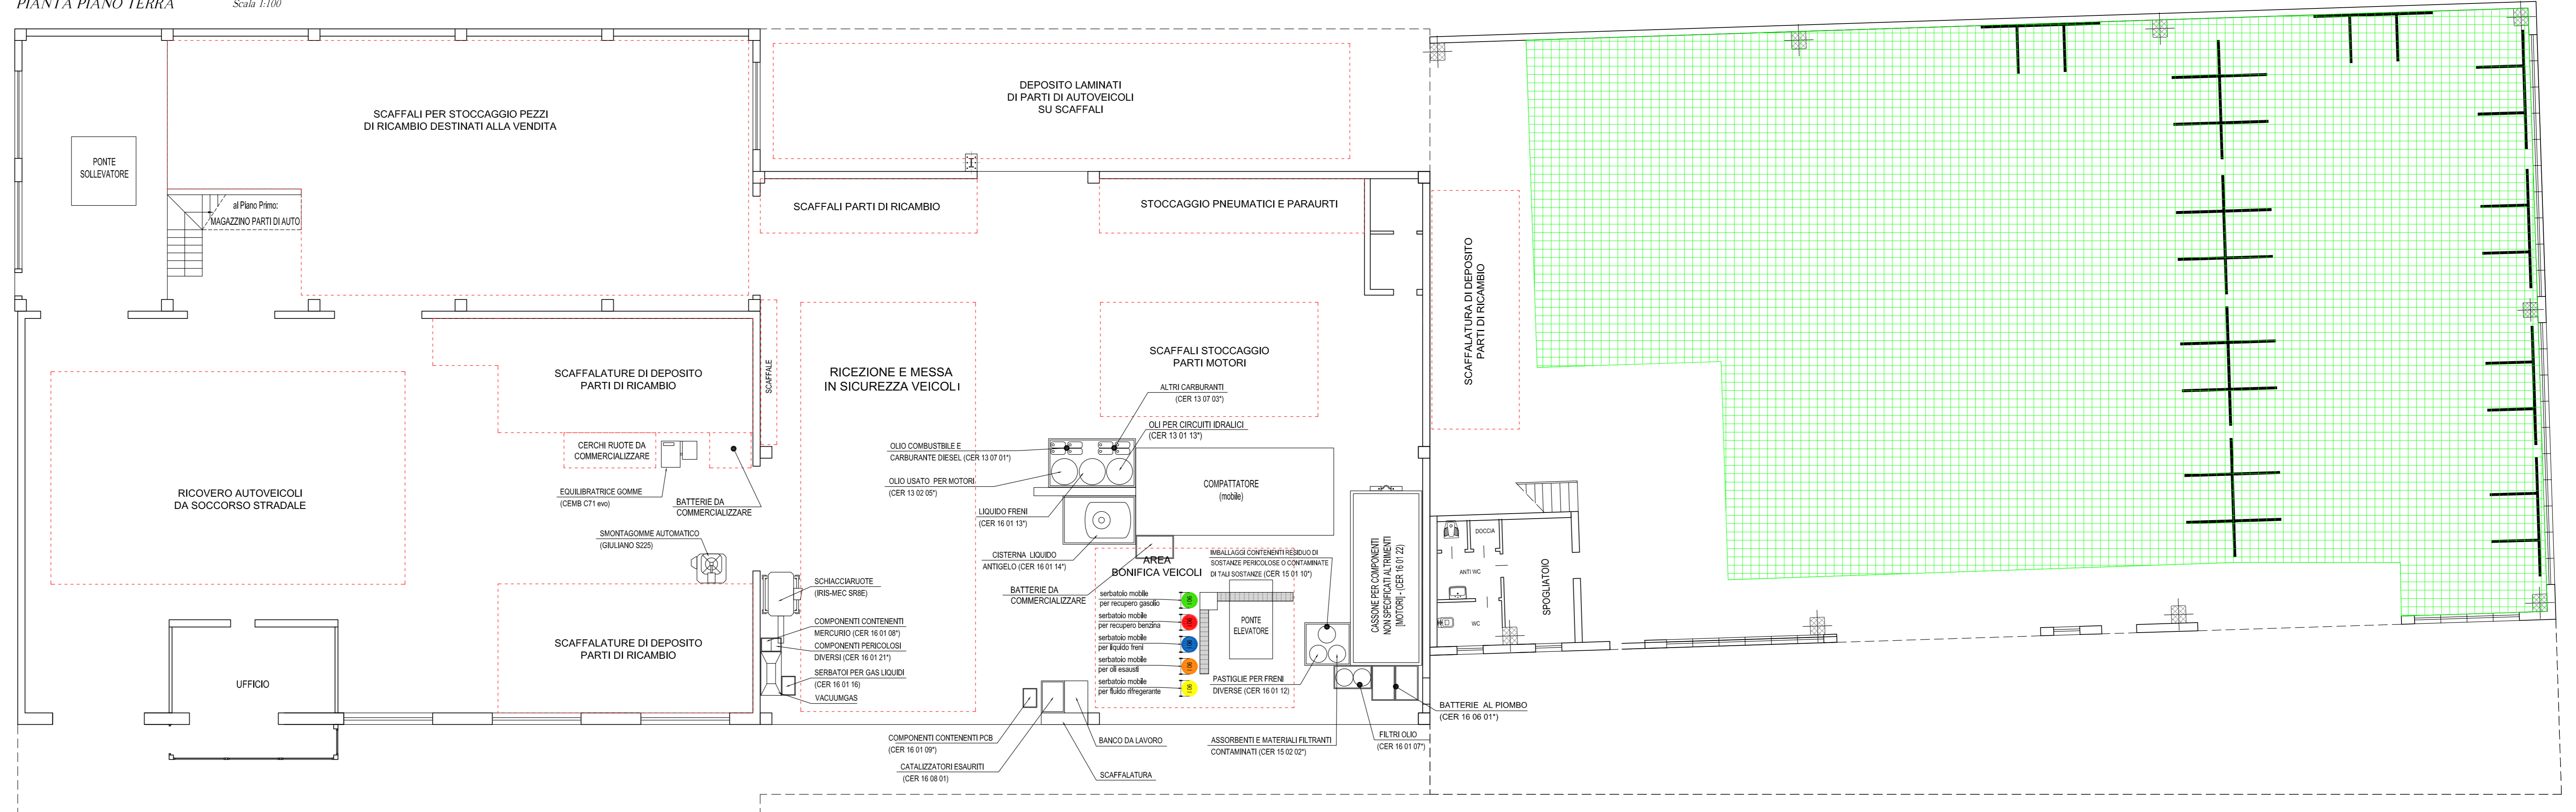 PIANTA PIANO TERRA
Scala 1:100
SCAFFALI PER STOCCAGGIO PEZZI
DI RICAMBIO DESTINATI ALLA VENDITA
DEPOSITO LAMINATI
DI PARTI DI AUTOVEICOLI
SU SCAFFALI
PONTE
SOLLEVATORE
al Piano Primo:
MAGAZZINO PARTI DI AUTO
SCAFFALI PARTI DI RICAMBIO
STOCCAGGIO PNEUMATICI E PARAURTI
SCAFFALATURA DI DEPOSITO
PARTI DI RICAMBIO
SCAFFALATURE DI DEPOSITO
PARTI DI RICAMBIO
SCAFFALE
RICEZIONE E MESSA
IN SICUREZZA VEICOLI
SCAFFALI STOCCAGGIO
PARTI MOTORI
ALTRI CARBURANTI
(CER 13 07 03*)
OLI PER CIRCUITI IDRALICI
(CER 13 01 13*)
OLIO COMBUSTBILE E
CARBURANTE DIESEL (CER 13 07 01*)
OLIO USATO PER MOTORI
(CER 13 02 05*)
LIQUIDO FRENI
(CER 16 01 13*)
CISTERNA LIQUIDO
ANTIGELO (CER 16 01 14*)
COMPATTATORE
(mobile)
CERCHI RUOTE DA
COMMERCIALIZZARE
EQUILIBRATRICE GOMME
(CEMB C71 evo)
BATTERIE DA
COMMERCIALIZZARE
SMONTAGOMME AUTOMATICO
(GIULIANO S225)
RICOVERO AUTOVEICOLI
DA SOCCORSO STRADALE
SCHIACCIARUOTE
(IRIS-MEC SR8E)
COMPONENTI CONTENENTI
MERCURIO (CER 16 01 08*)
COMPONENTI PERICOLOSI
DIVERSI (CER 16 01 21*)
SERBATOI PER GAS LIQUIDI
(CER 16 01 16)
VACUUMGAS
SCAFFALATURE DI DEPOSITO
PARTI DI RICAMBIO
UFFICIO
BATTERIE DA
COMMERCIALIZZARE
AREA
BONIFICA VEICOLI
IMBALLAGGI CONTENENTI RESIDUO DI
SOSTANZE PERICOLOSE O CONTAMINATE
DI TALI SOSTANZE (CER 15 01 10*)
serbatoio mobile
per recupero gasolio
serbatoio mobile
per recupero benzina
serbatoio mobile
per liquido freni
serbatoio mobile
per oli esausti
serbatoio mobile
per fluido rifregerante
PONTE
ELEVATORE
PASTIGLIE PER FRENI
DIVERSE (CER 16 01 12)
CASSONE PER COMPONENTI
NON SPECIFICATI ALTRIMENTI
[MOTORI] - (CER 16 01 22)
DOCCIA
ANTI WC
WC
SPOGLIATOIO
BATTERIE AL PIOMBO
(CER 16 06 01*)
FILTRI OLIO
(CER 16 01 07*)
ASSORBENTI E MATERIALI FILTRANTI
CONTAMINATI (CER 15 02 02*)
BANCO DA LAVORO
SCAFFALATURA
COMPONENTI CONTENENTI PCB
(CER 16 01 09*)
CATALIZZATORI ESAURITI
(CER 16 08 01)